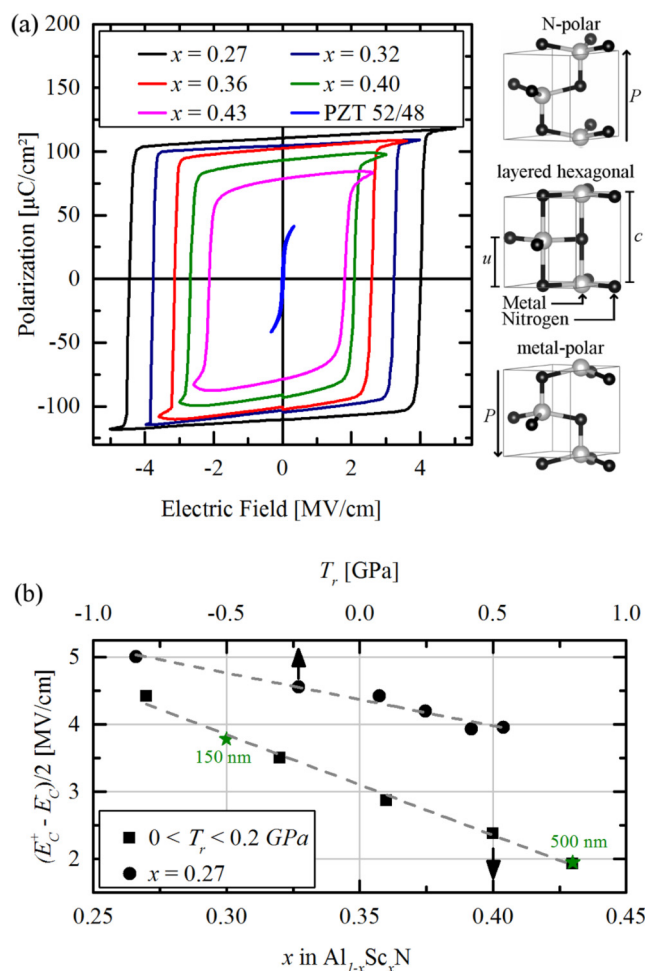 (a)
200
150
100
50
0
-50
-100
Polarization [µC/cm²]
x = 0.27
x = 0.32
x = 0.36
x = 0.40
x = 0.43
PZT 52/48
-4
-2
0
2
4
Electric Field [MV/cm]
N-polar
P
layered hexagonal
u
c
Metal
Nitrogen
metal-polar
P
(b)
T_r [GPa]
-1.0
-0.5
0.0
0.5
1.0
5
4
3
2
(E_C^+ - E_C^-)/2 [MV/cm]
150 nm
500 nm
0 < T_r < 0.2 GPa
x = 0.27
0.25
0.30
0.35
0.40
0.45
x in Al_{1-x}Sc_xN